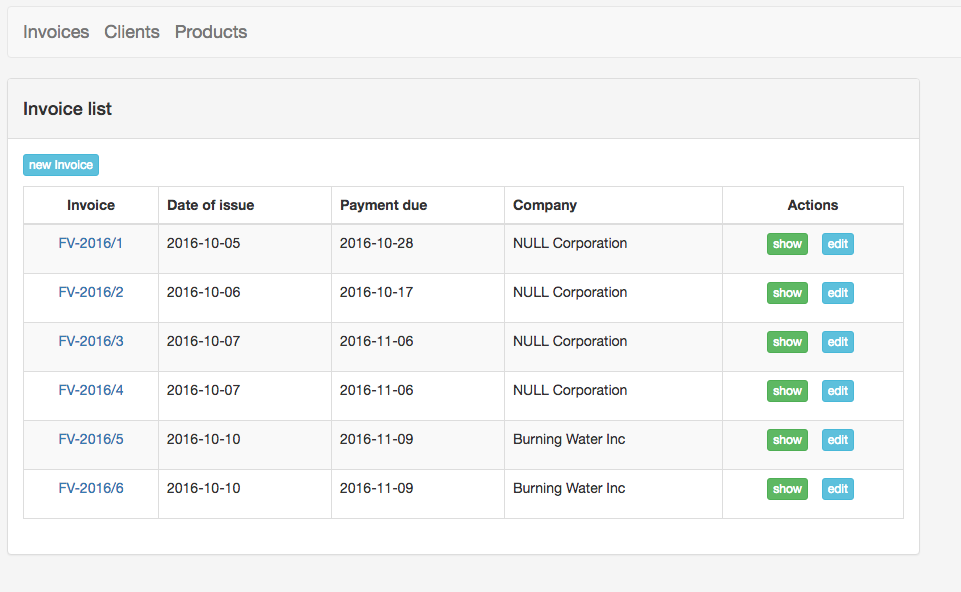 Invoices Clients Products
Invoice list
new Invoice
Invoice Date of issue Payment due Company Actions
FV-2016/1 2016-10-05 2016-10-28 NULL Corporation show edit
FV-2016/2 2016-10-06 2016-10-17 NULL Corporation show edit
FV-2016/3 2016-10-07 2016-11-06 NULL Corporation show edit
FV-2016/4 2016-10-07 2016-11-06 NULL Corporation show edit
FV-2016/5 2016-10-10 2016-11-09 Burning Water Inc show edit
FV-2016/6 2016-10-10 2016-11-09 Burning Water Inc show edit